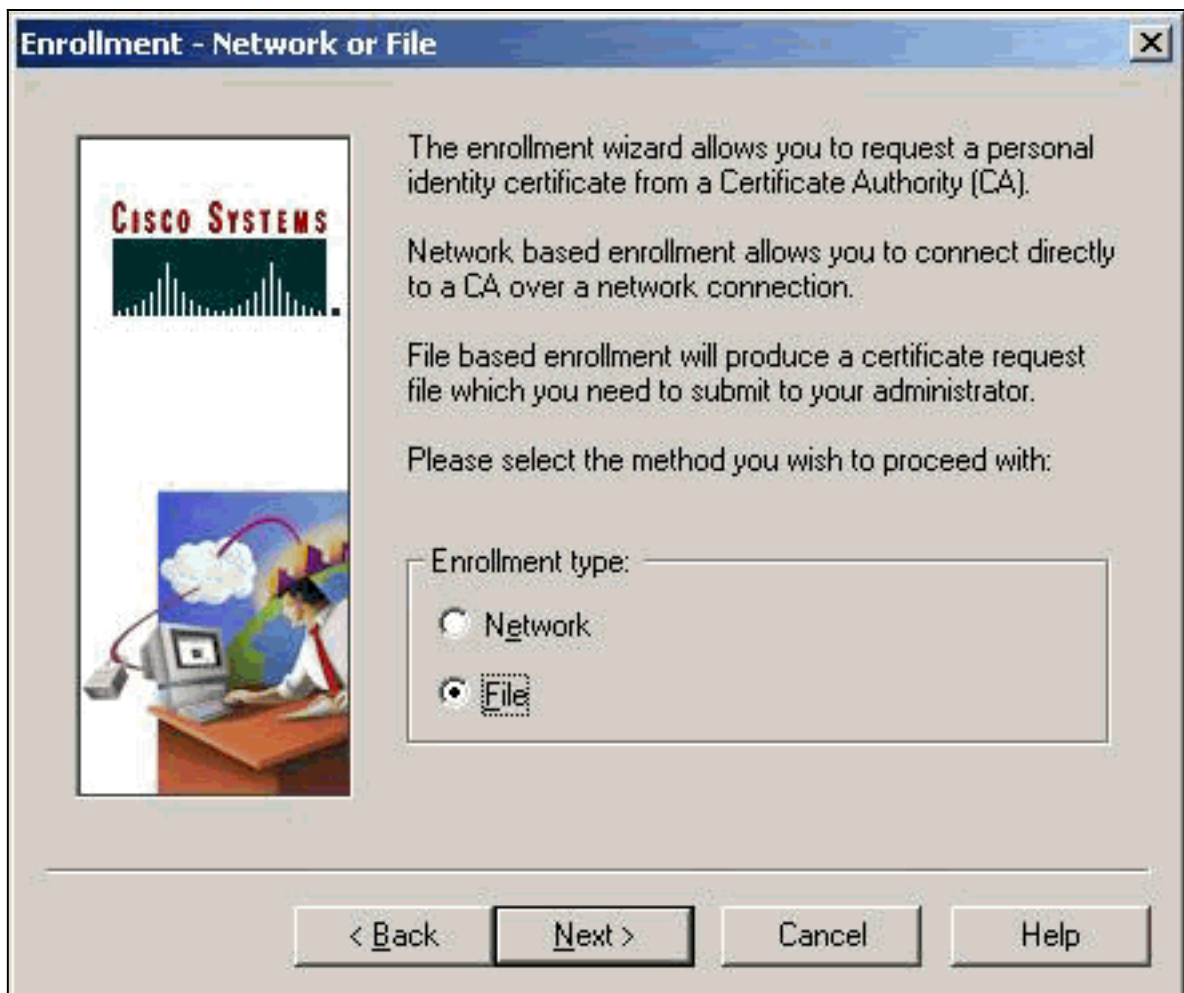 Enrollment - Network or File
CISCO SYSTEMS
The enrollment wizard allows you to request a personal
identity certificate from a Certificate Authority (CA).
Network based enrollment allows you to connect directly
to a CA over a network connection.
File based enrollment will produce a certificate request
file which you need to submit to your administrator.
Please select the method you wish to proceed with:
Enrollment type:
Network
File
< Back
Next >
Cancel
Help